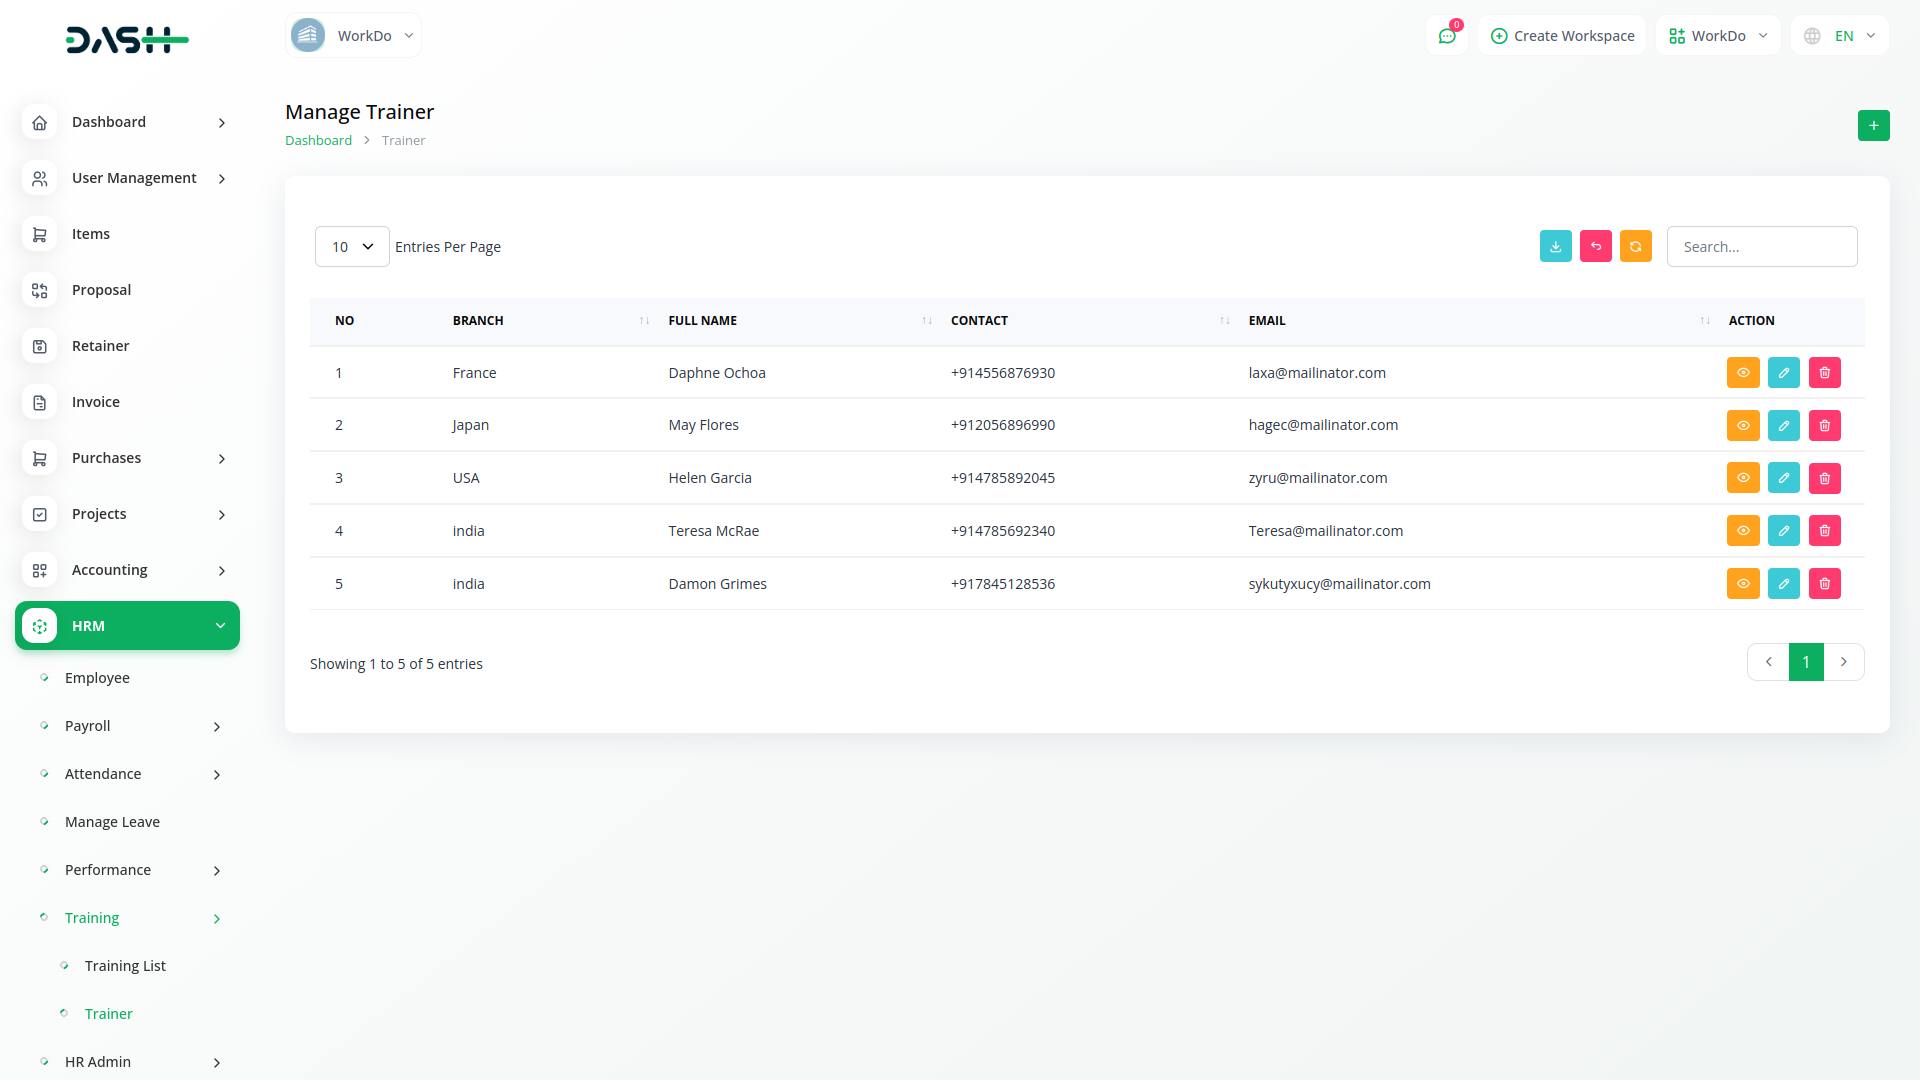 DASH
WorkDo
0
Create Workspace
WorkDo
EN
Dashboard
User Management
Items
Proposal
Retainer
Invoice
Purchases
Projects
Accounting
HRM
Employee
Payroll
Attendance
Manage Leave
Performance
Training
Training List
Trainer
HR Admin
Manage Trainer
Dashboard > Trainer
10 Entries Per Page
Search...
NO BRANCH FULL NAME CONTACT EMAIL ACTION
1 France Daphne Ochoa +914556876930 laxa@mailinator.com
2 Japan May Flores +912056896990 hagec@mailinator.com
3 USA Helen Garcia +914785892045 zyru@mailinator.com
4 india Teresa McRae +914785692340 Teresa@mailinator.com
5 india Damon Grimes +917845128536 sykutyxucy@mailinator.com
Showing 1 to 5 of 5 entries
1